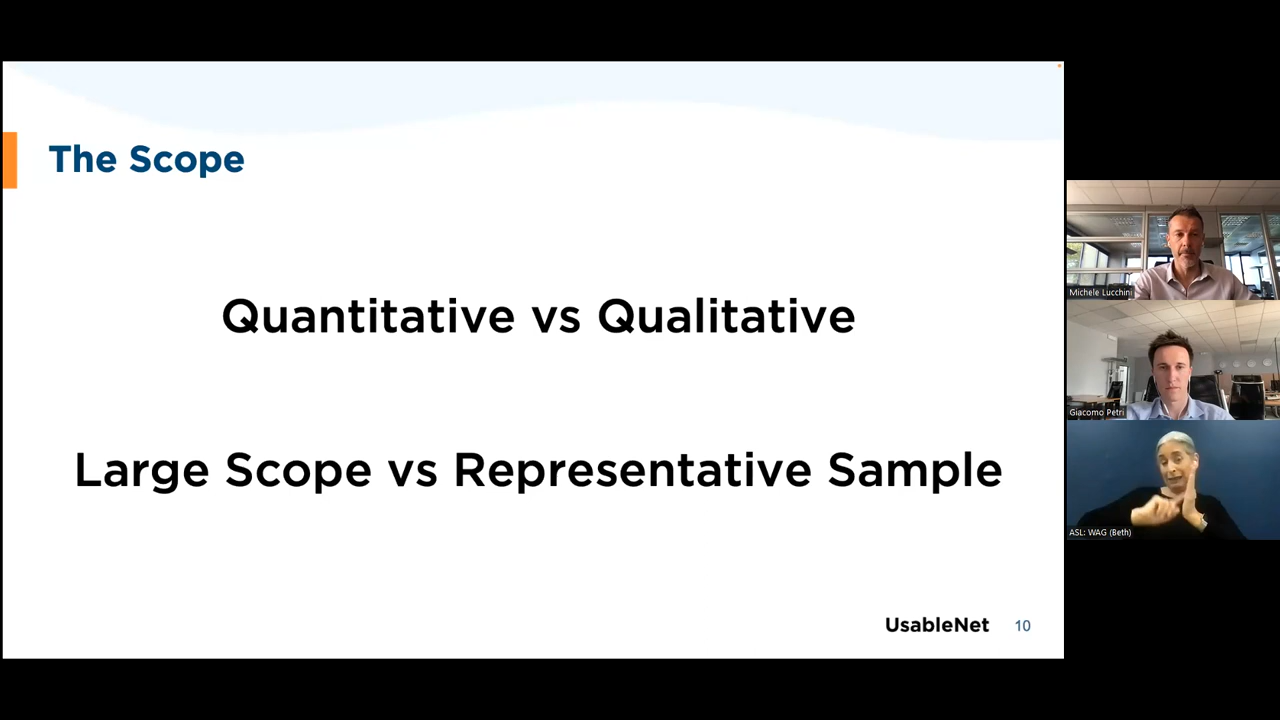 The Scope
Quantitative vs Qualitative
Large Scope vs Representative Sample
UsableNet 10
Michele Lucchini
Giacomo Petri
ASL: WAG (Beth)